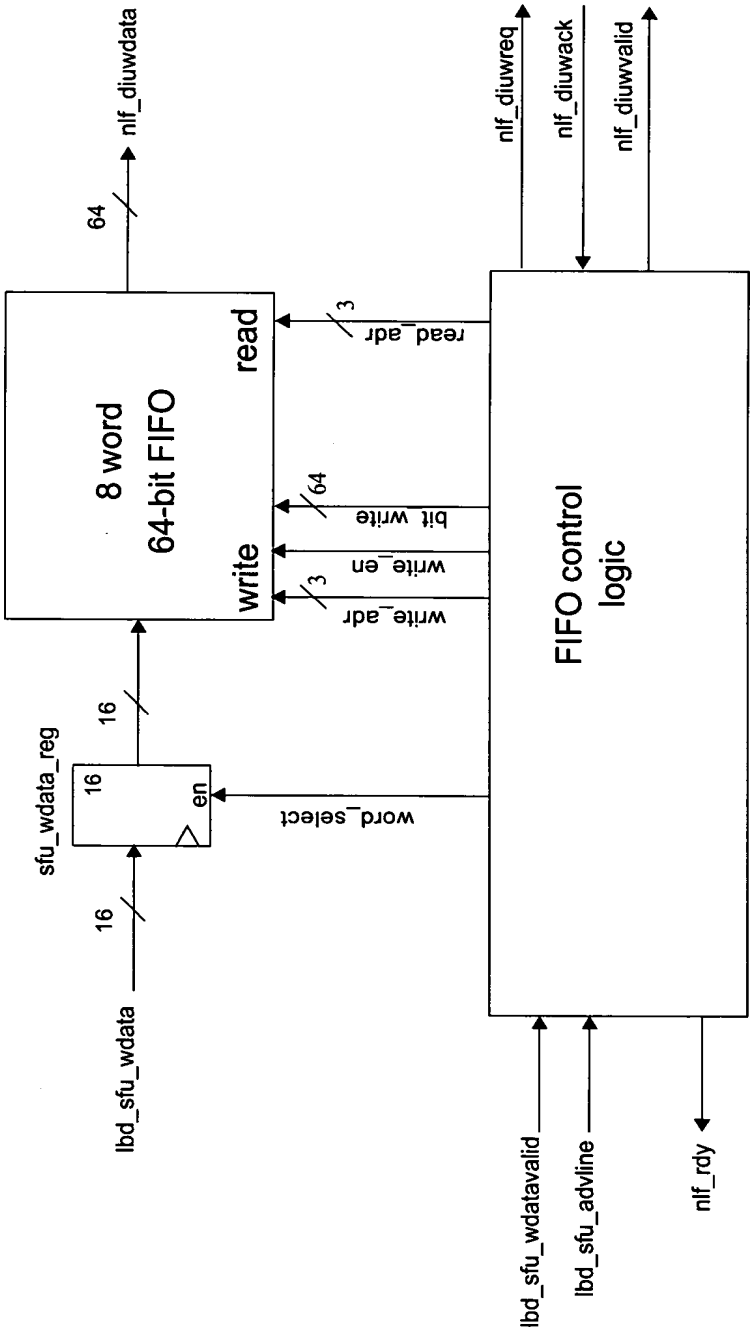 lbd_sfu_wdata
16
sfu_wdata_reg
16
en
16
8 word
64-bit FIFO
write
read
64
nlf_diuwdata
word_select
write_adr
3
write_en
bit_write
64
read_adr
3
lbd_sfu_wdatavalid
lbd_sfu_advline
nlf_rdy
FIFO control
logic
nlf_diuwreq
nlf_diuwack
nlf_diuwvalid